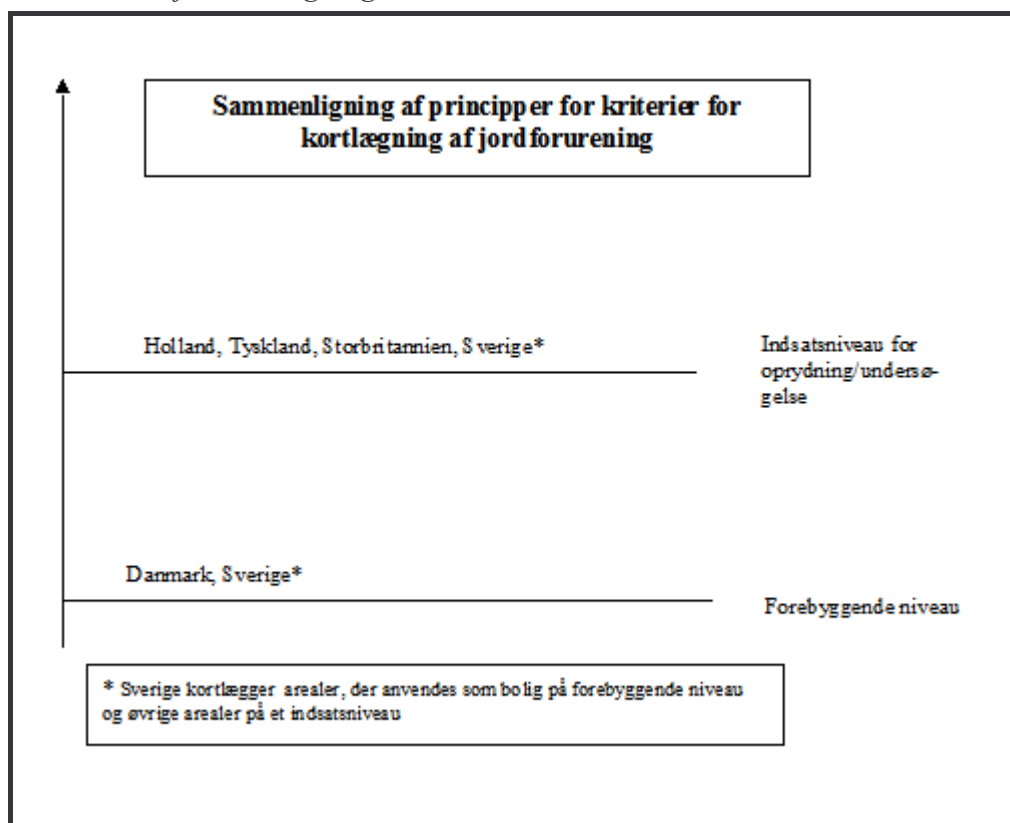 Sammenligning af principper for kriterier for
kortlægning af jordforurening
Holland, Tyskland, Storbritannien, Sverige*
Indsatsniveau for
oprydning/undersø-
gelse
Danmark, Sverige*
Forebyggende niveau
* Sverige kortlægger arealer, der anvendes som bolig på forebyggende niveau
og øvrige arealer på et indsatsniveau